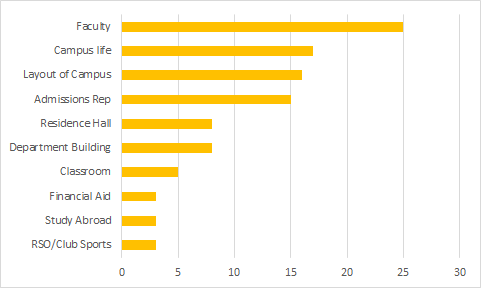 Faculty
Campus life
Layout of Campus
Admissions Rep
Residence Hall
Department Building
Classroom
Financial Aid
Study Abroad
RSO/Club Sports
0 5 10 15 20 25 30